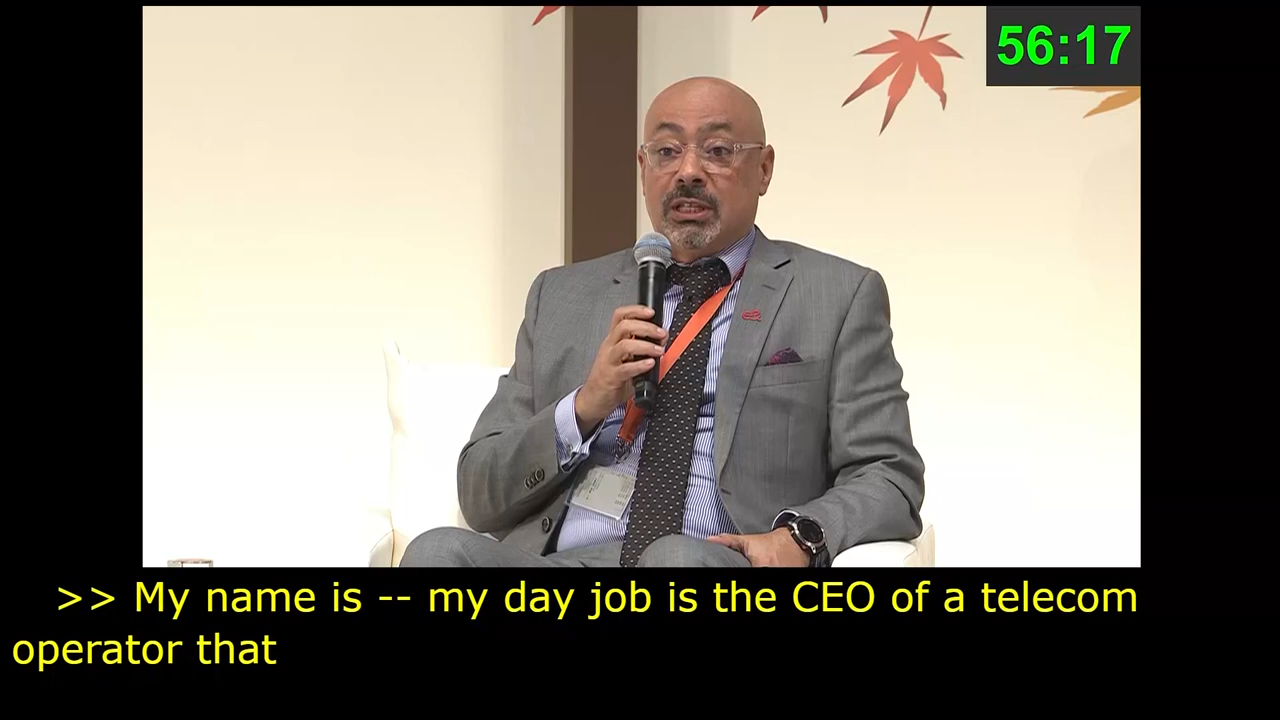 56:17
>> My name is -- my day job is the CEO of a telecom
operator that